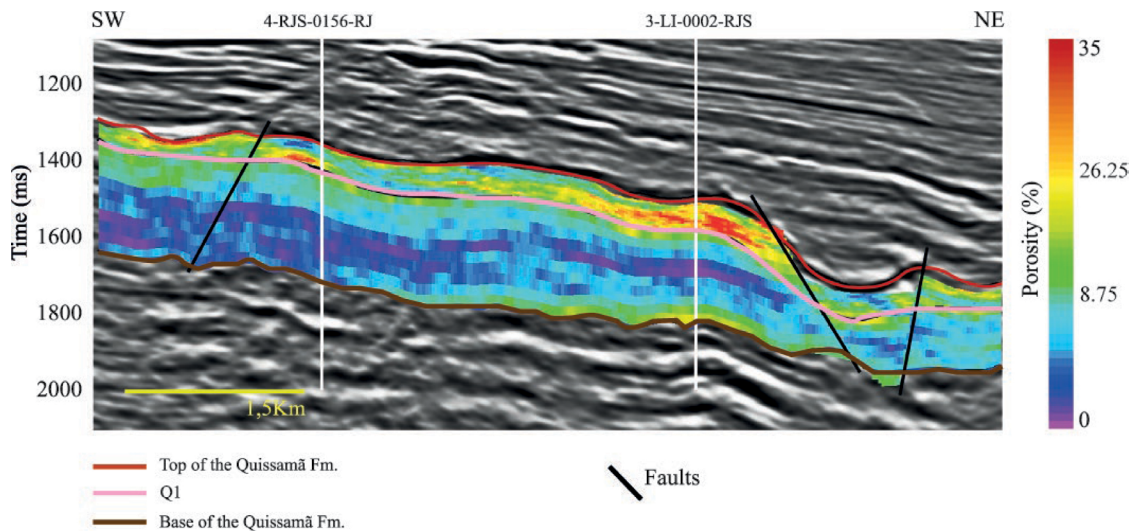 SW
4-RJS-0156-RJ
3-LI-0002-RJS
NE
Time (ms)
1200
1400
1600
1800
2000
1,5Km
Porosity (%)
35
26.25
8.75
0
Top of the Quissamã Fm.
Q1
Base of the Quissamã Fm.
Faults